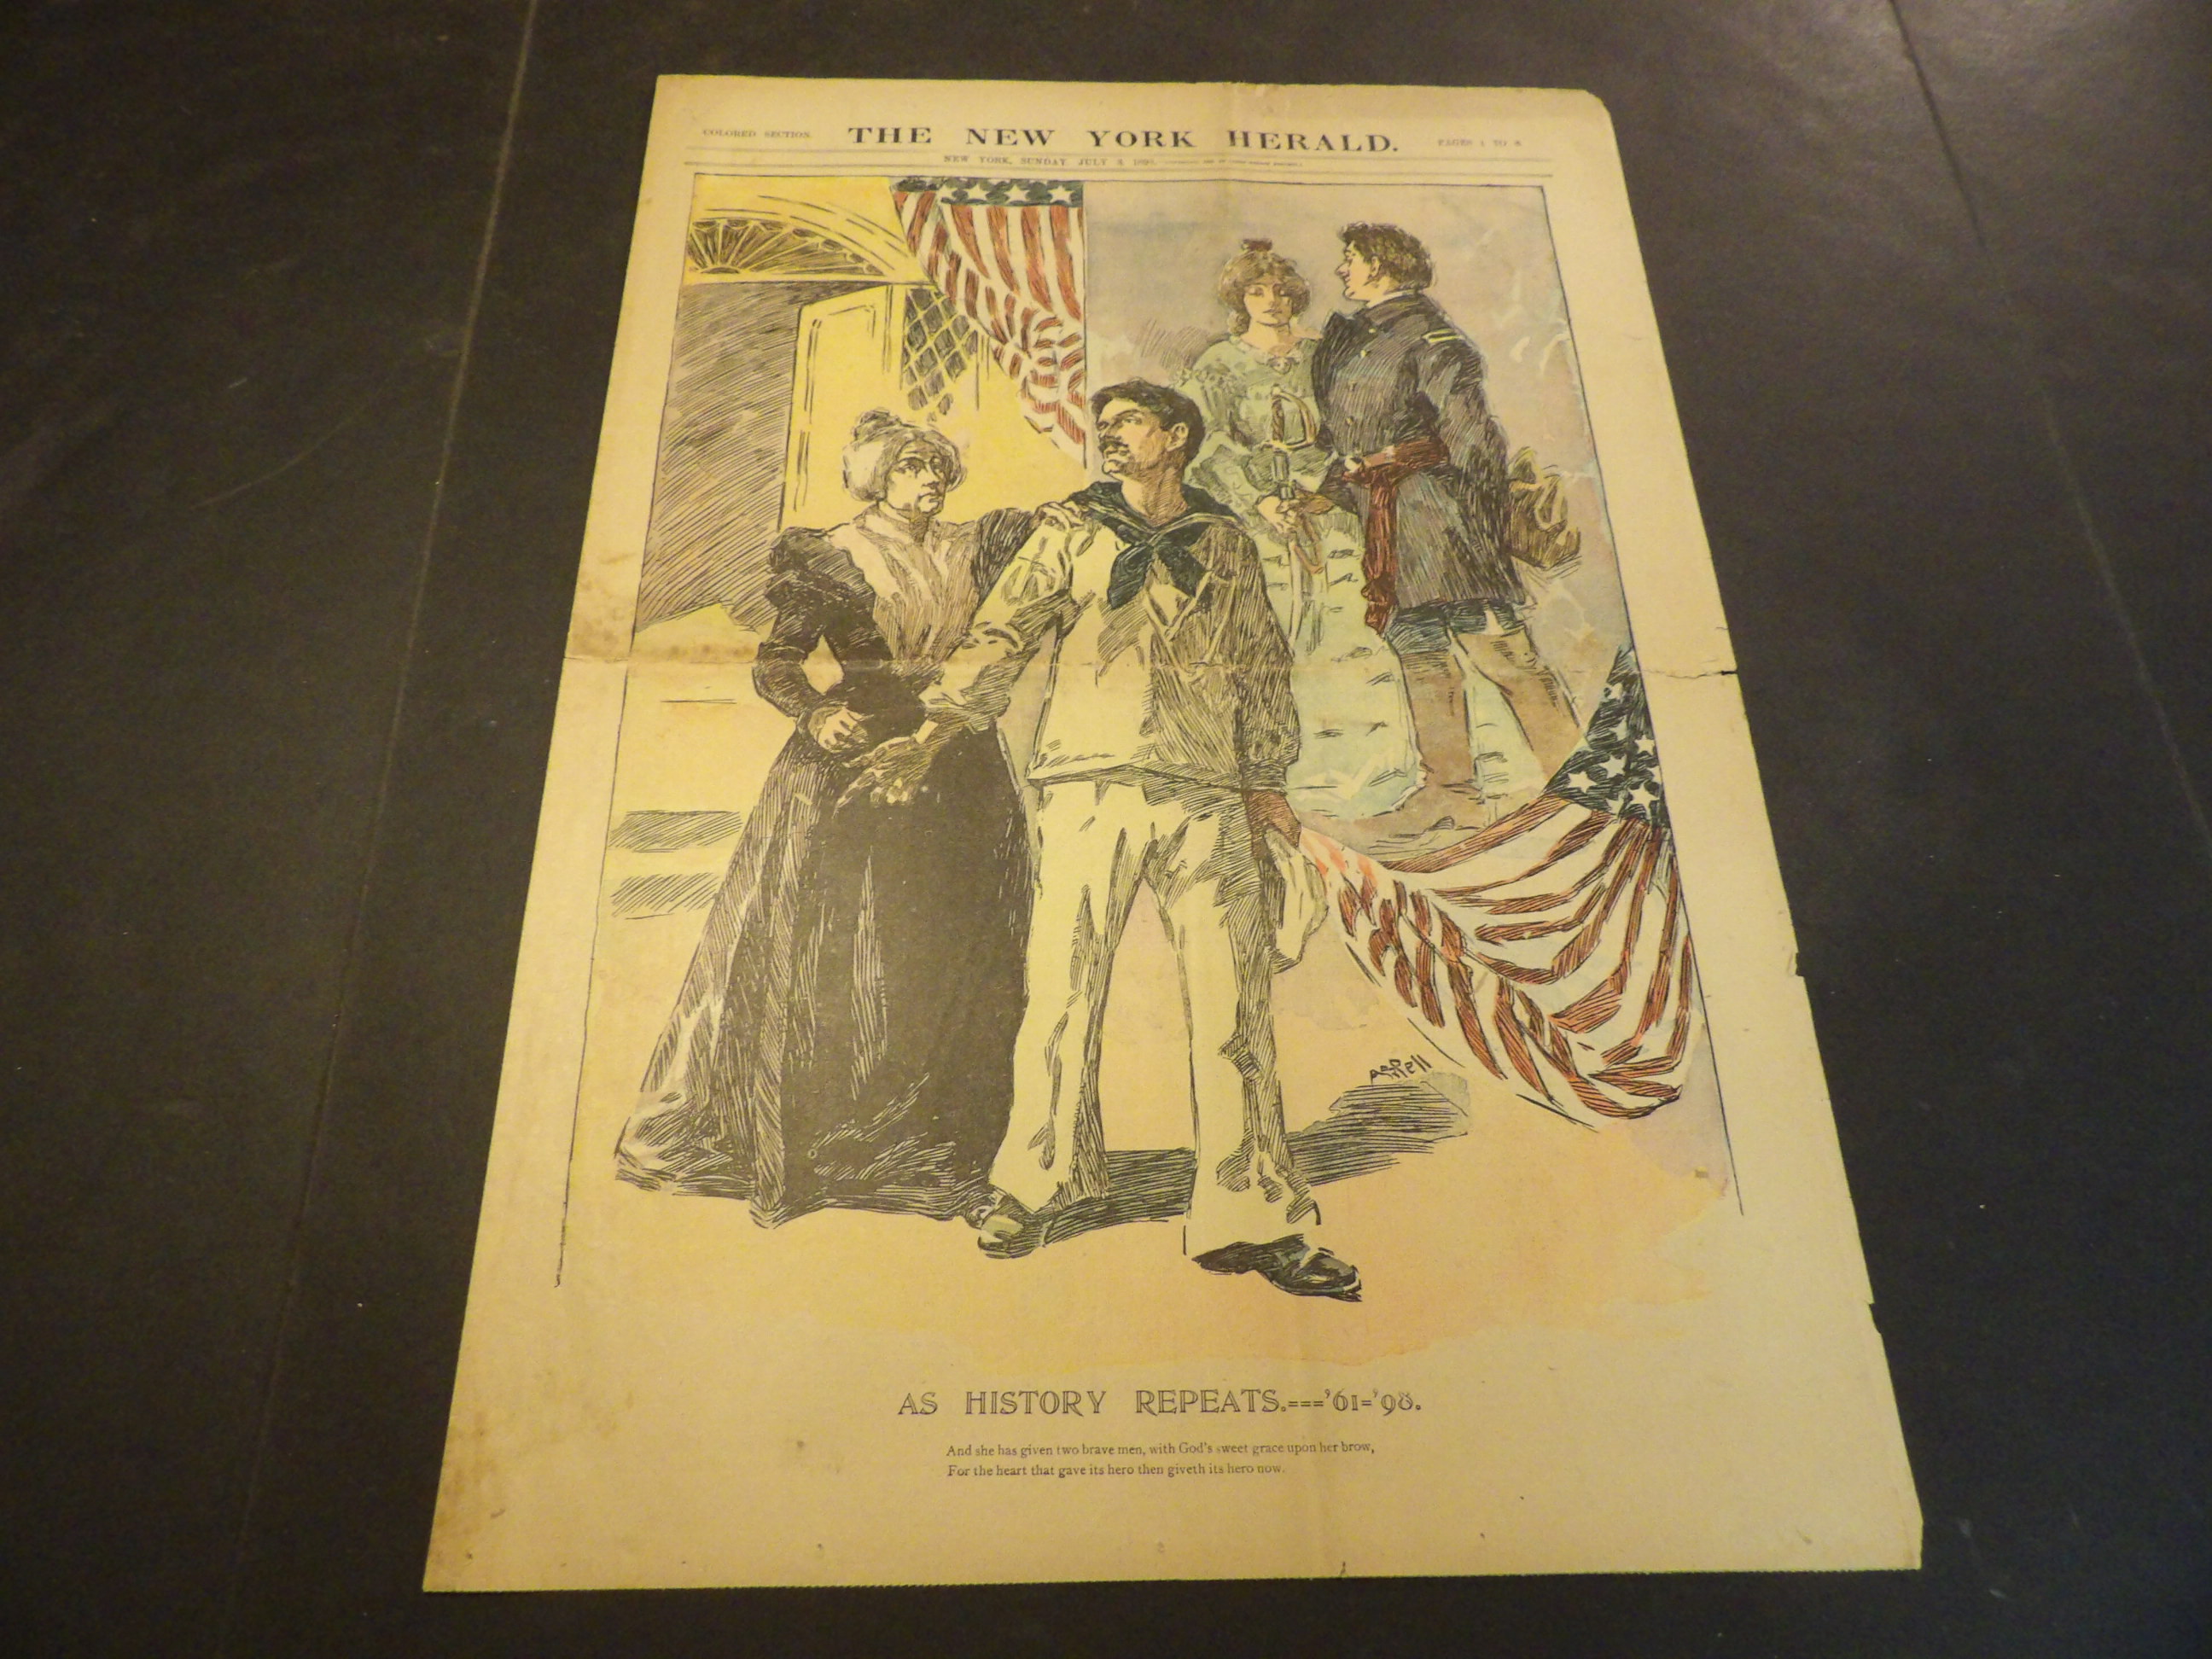 COLORED SECTION.
THE NEW YORK HERALD.
PAGES 1 TO 8
NEW YORK, SUNDAY, JULY 3, 1898.
AS HISTORY REPEATS.==='61='98.
And she has given two brave men, with God's sweet grace upon her brow,
For the heart that gave its hero then giveth its hero now.